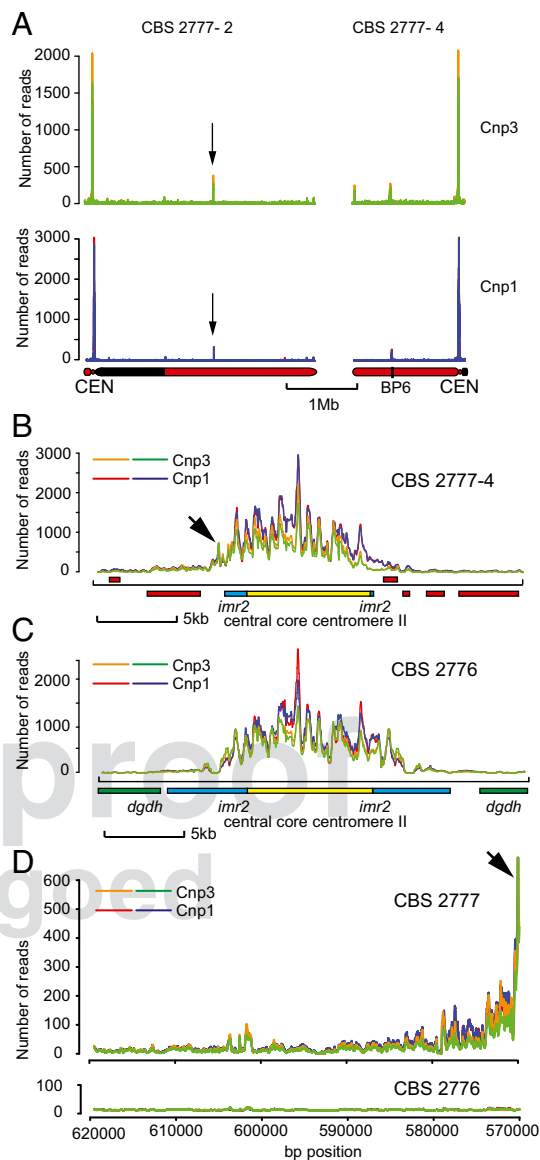 A
CBS 2777- 2
CBS 2777- 4
Number of reads
2000
1500
1000
500
0
Cnp3
Number of reads
3000
2000
1000
0
Cnp1
CEN
BP6
CEN
1Mb
B
Number of reads
3000
2000
1000
0
Cnp3
Cnp1
CBS 2777-4
imr2
imr2
5kb
central core centromere II
C
Number of reads
3000
2000
1000
0
Cnp3
Cnp1
CBS 2776
dgdh
imr2
imr2
dgdh
central core centromere II
5kb
proof
goed
D
Number of reads
600
500
400
300
200
100
0
Cnp3
Cnp1
CBS 2777
100
0
CBS 2776
620000
610000
600000
590000
580000
570000
bp position